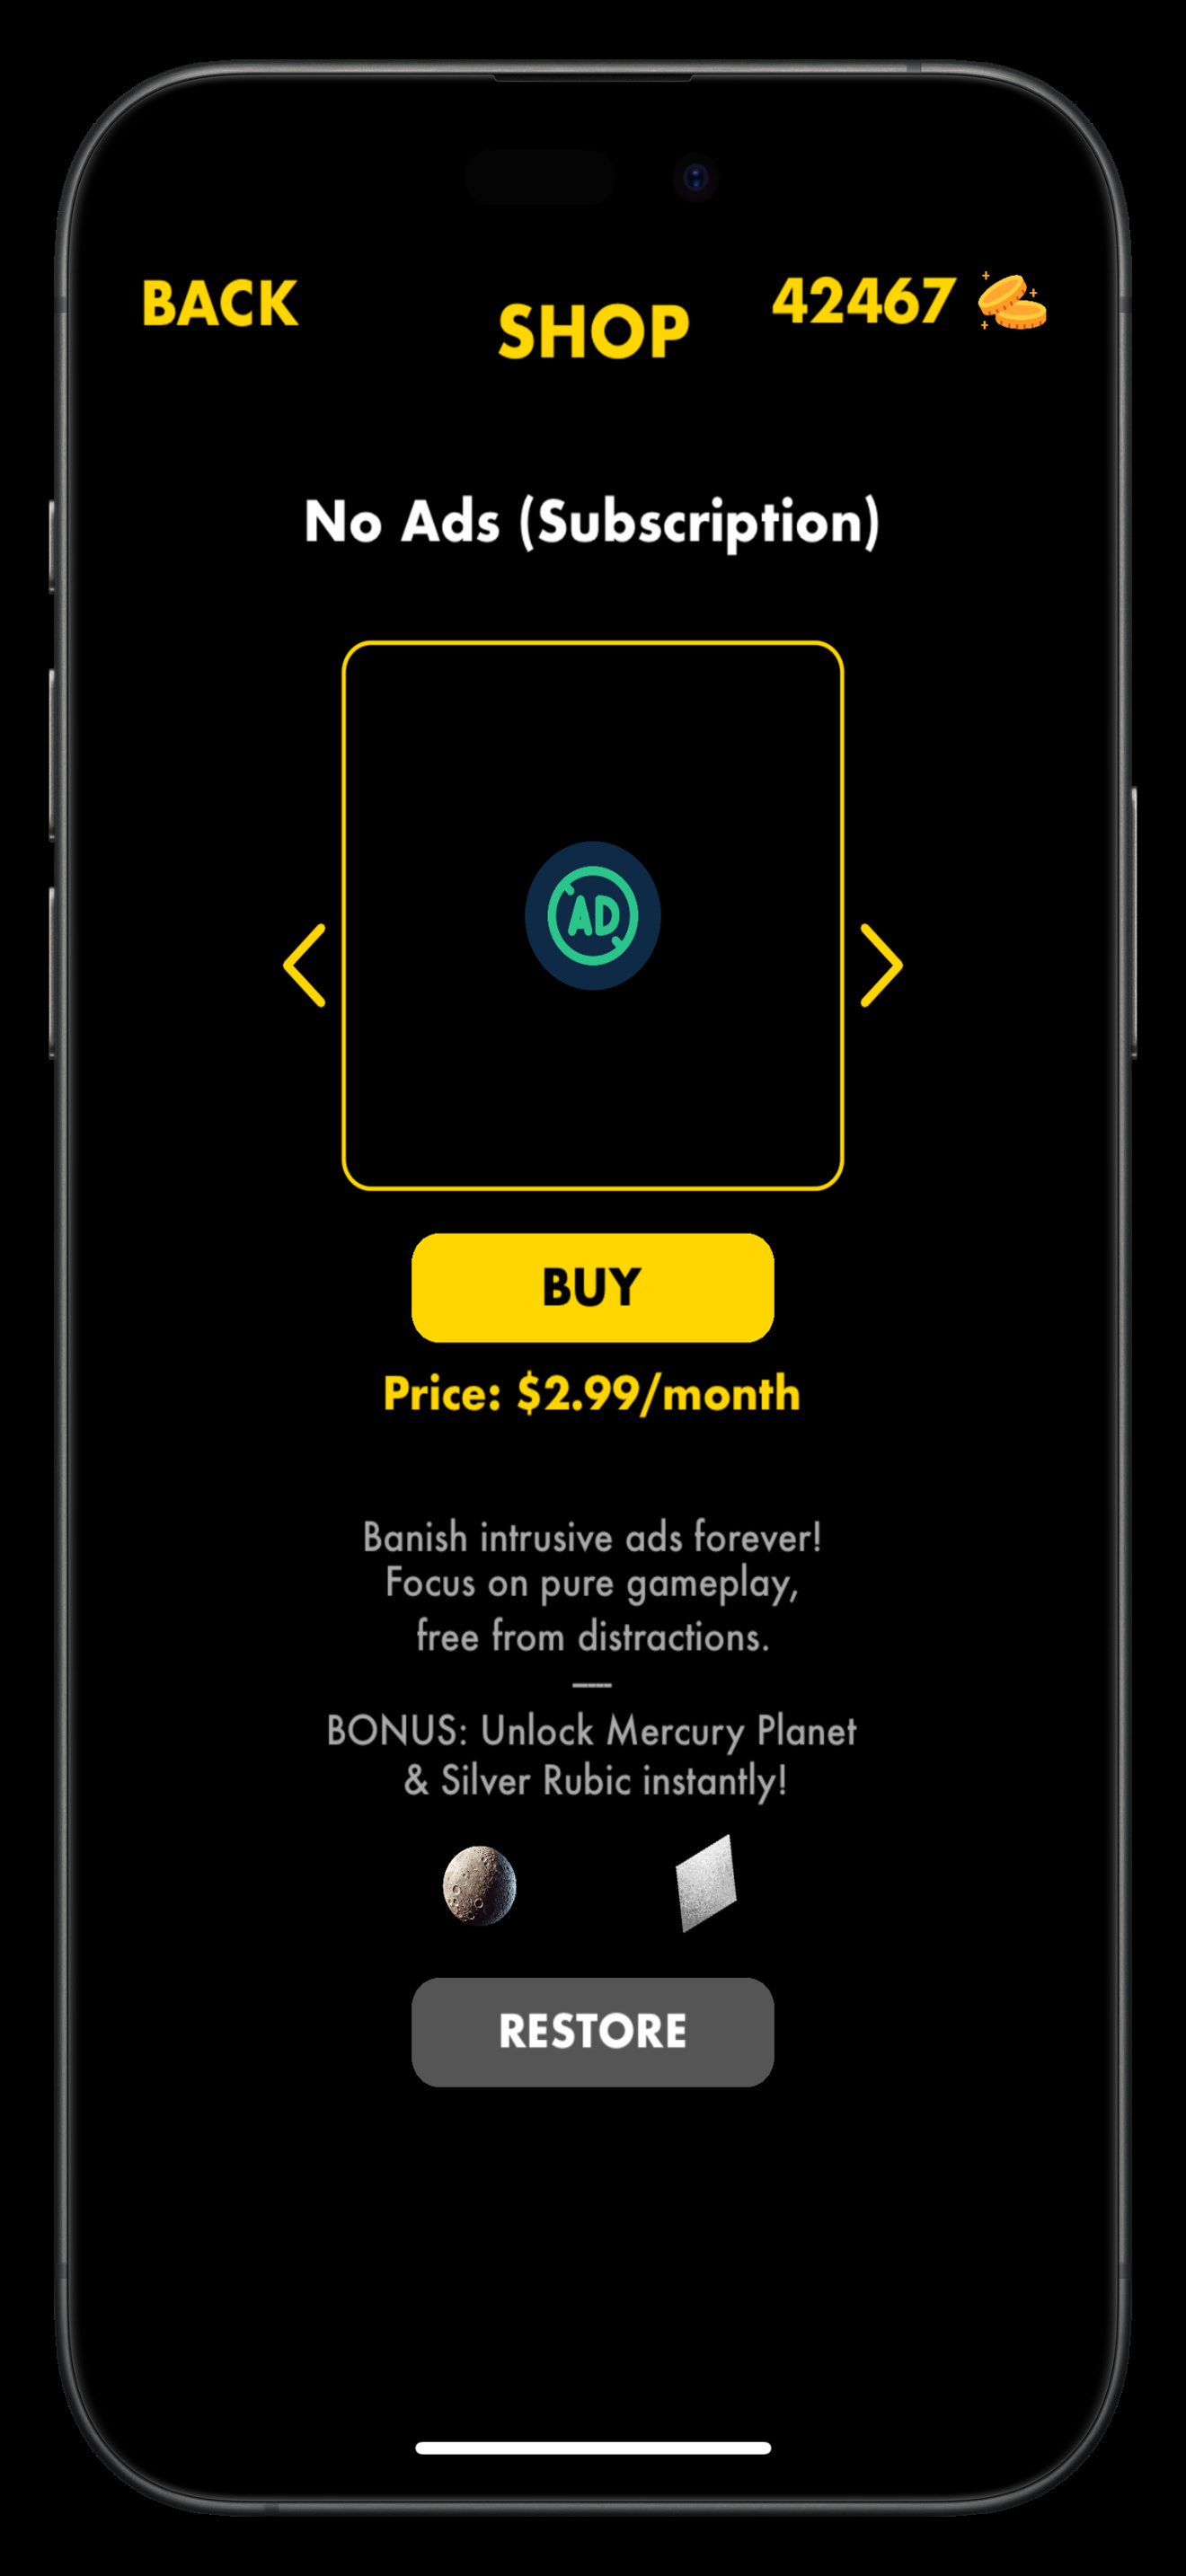 BACK
SHOP
42467
No Ads (Subscription)
AD
BUY
Price: $2.99/month
Banish intrusive ads forever!
Focus on pure gameplay,
free from distractions.
—
BONUS: Unlock Mercury Planet
& Silver Rubic instantly!
RESTORE